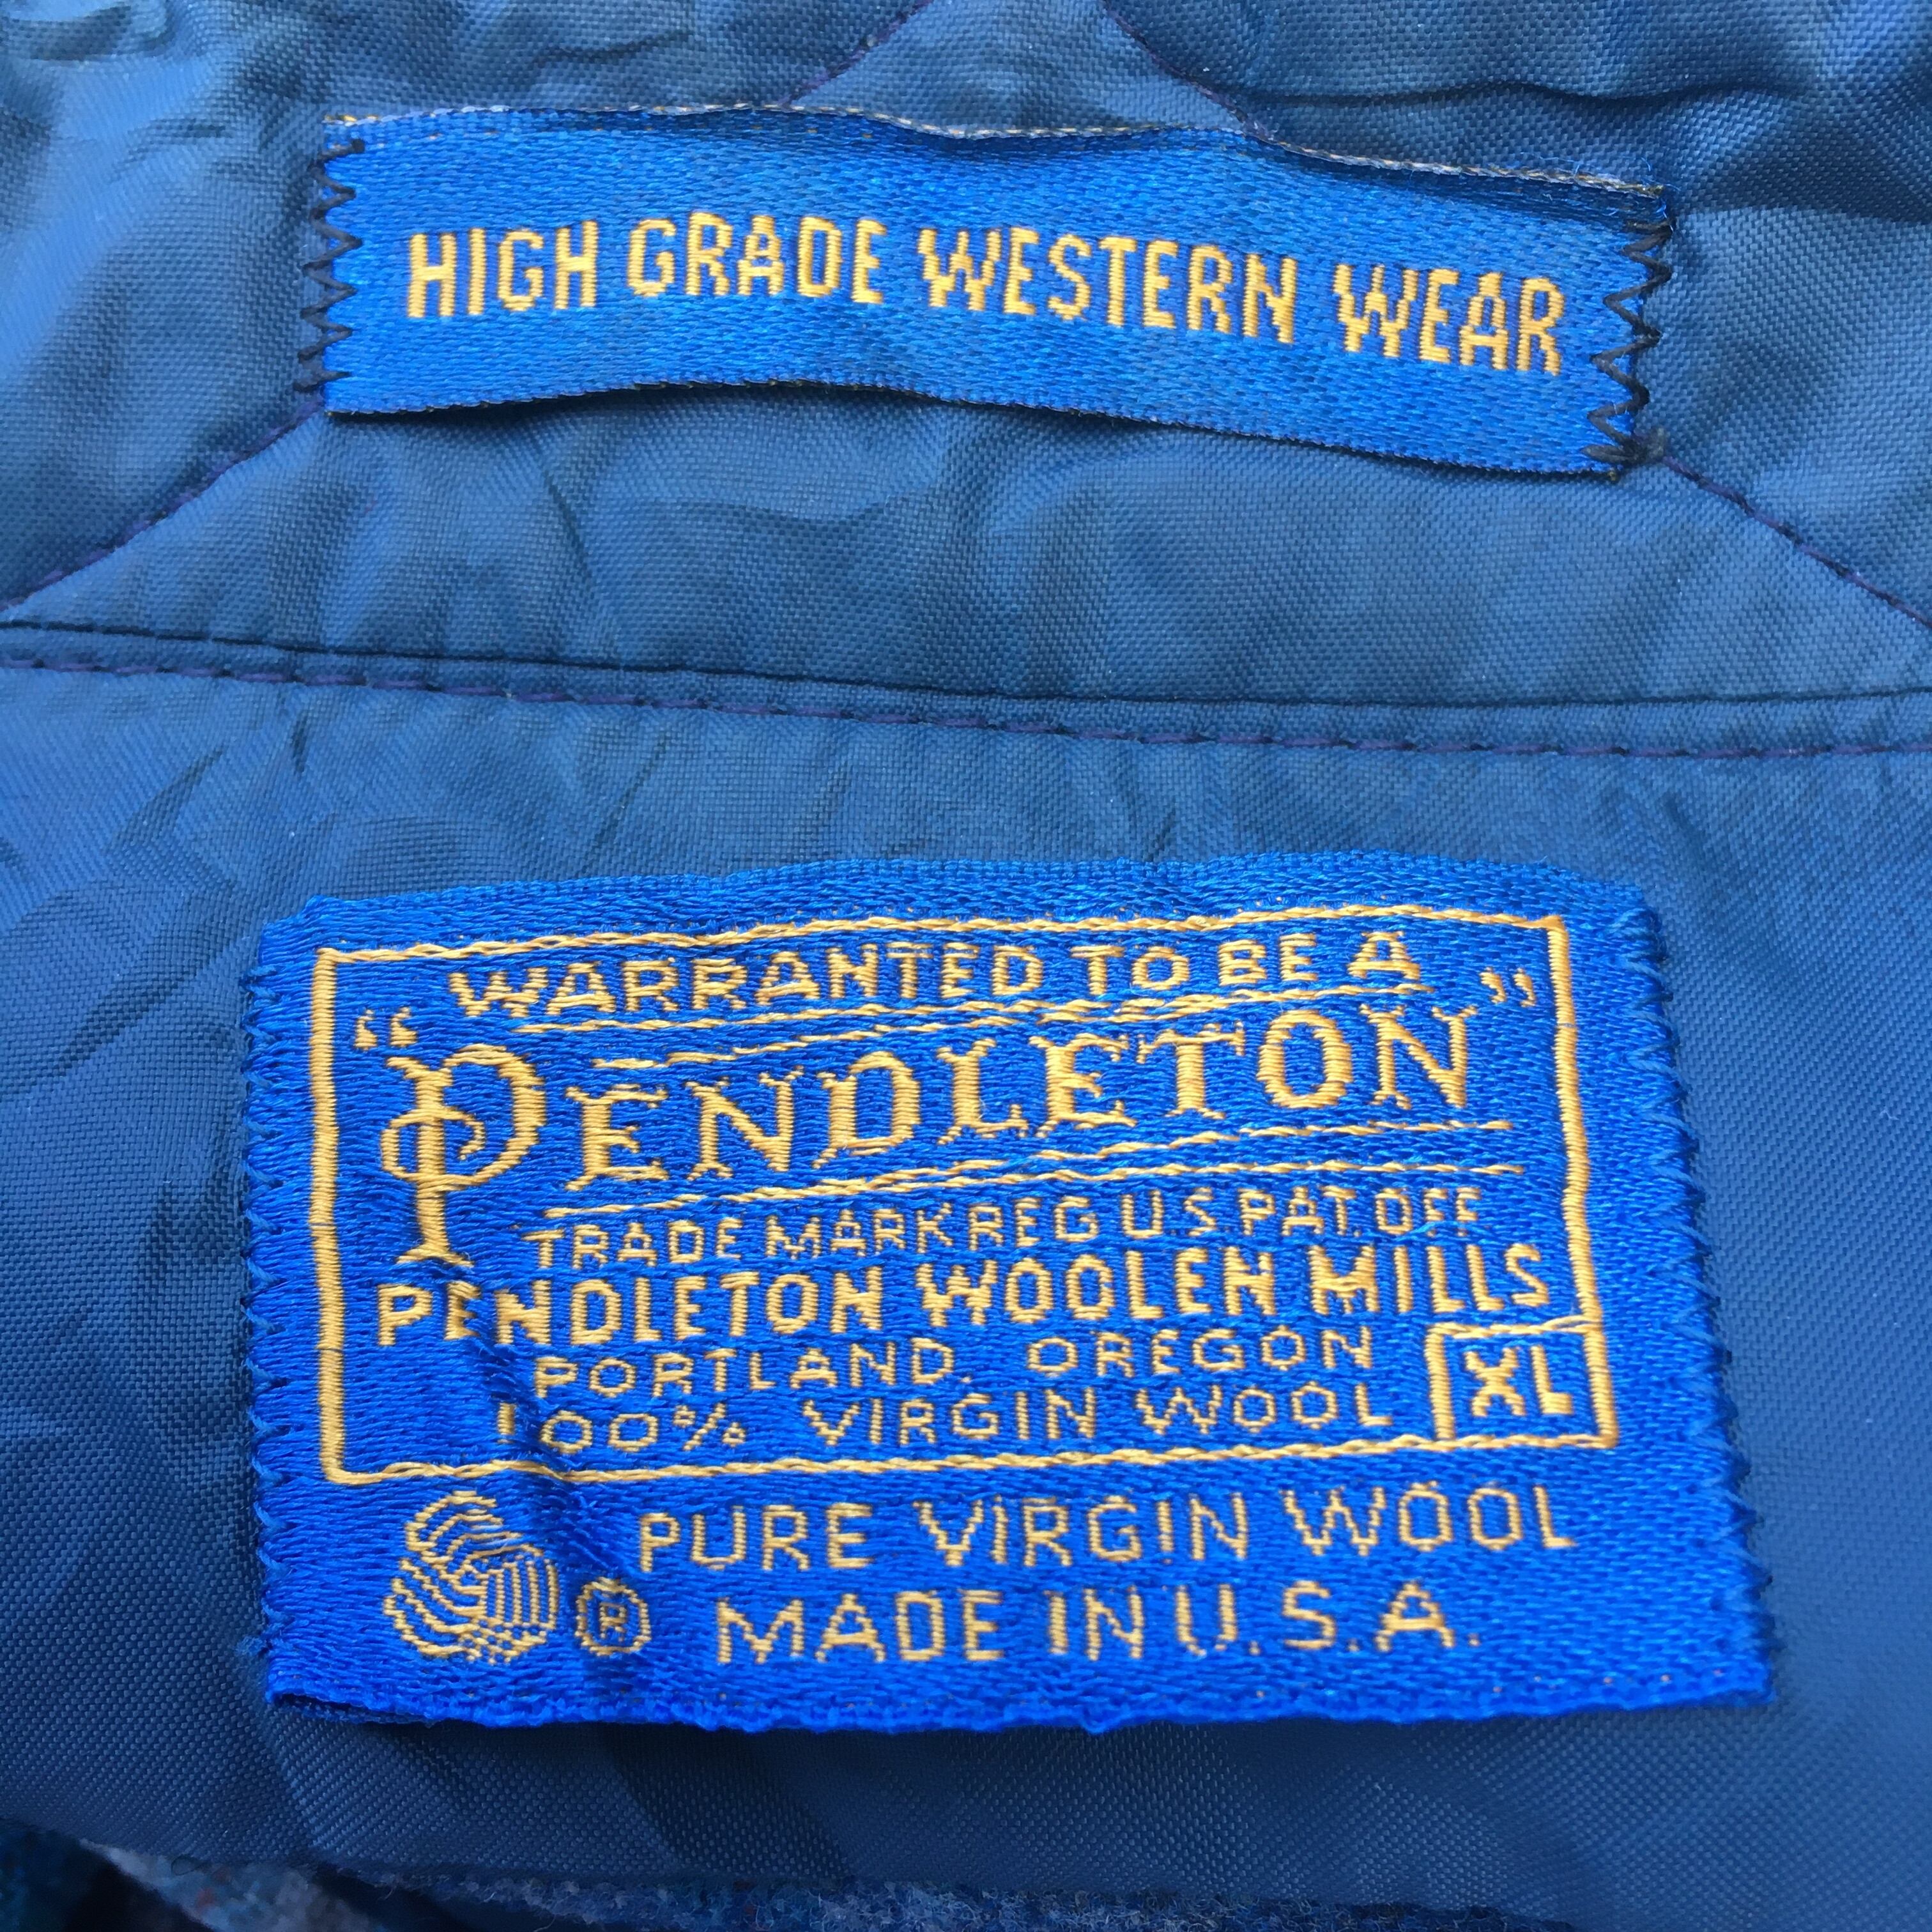 HIGH GRADE WESTERN WEAR
WARRANTED TO BE A
“PENDLETON”
TRADE MARK REG U.S. PAT. OFF
PENDLETON WOOLEN MILLS
PORTLAND, OREGON
100% VIRGIN WOOL XL
PURE VIRGIN WOOL
® MADE IN U.S.A.